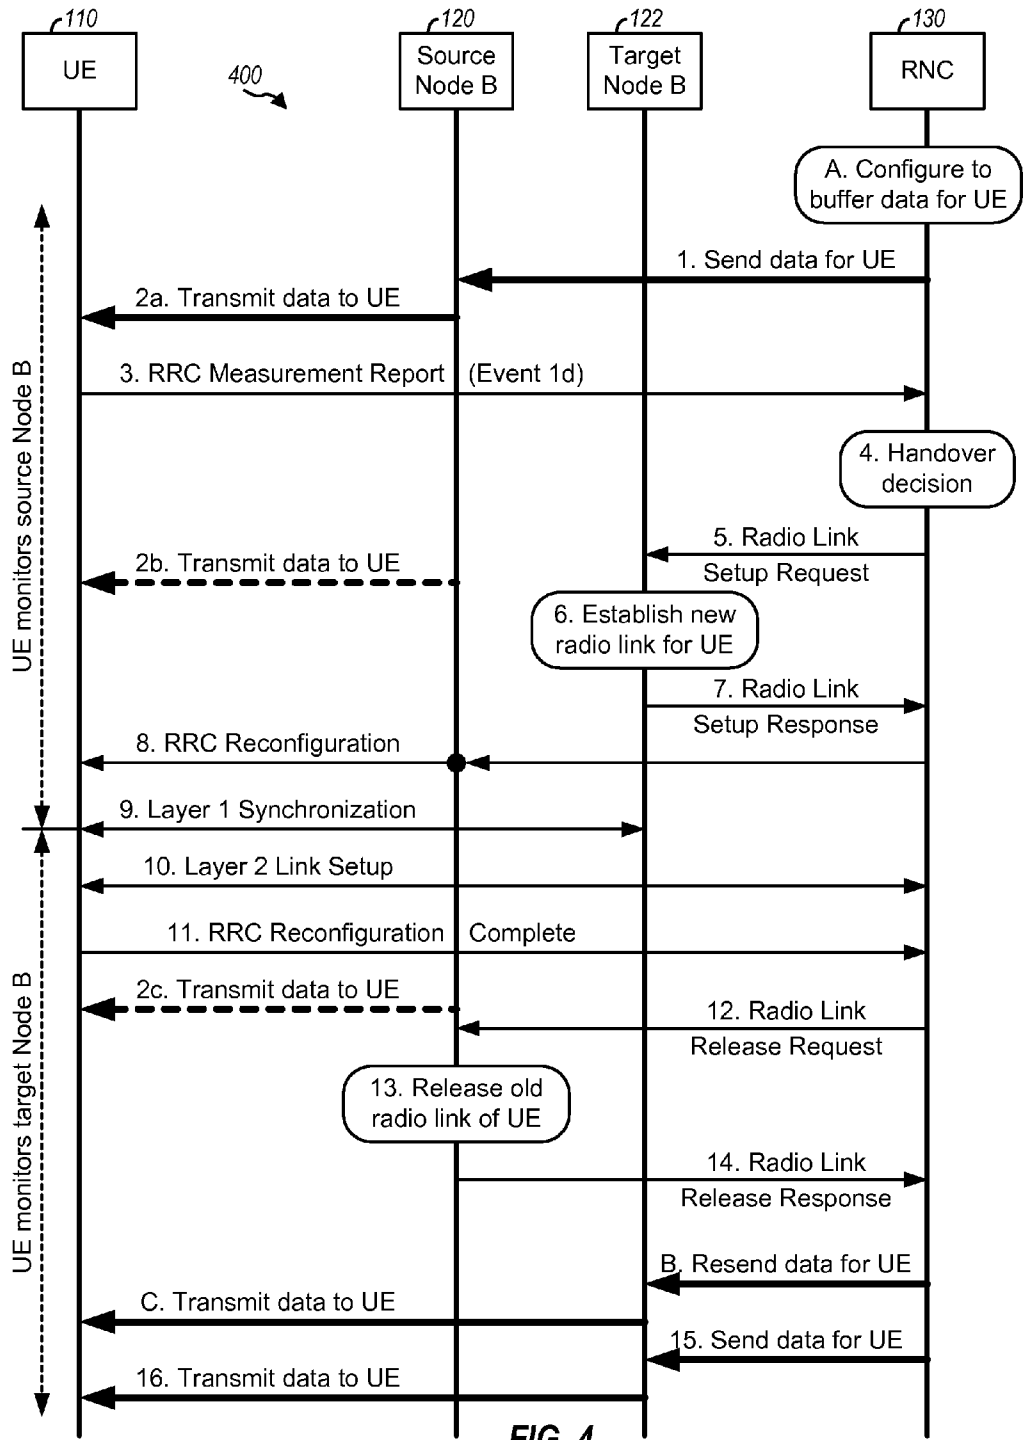 110
120
122
130
UE
Source
Node B
Target
Node B
RNC
400
A. Configure to
buffer data for UE
1. Send data for UE
2a. Transmit data to UE
3. RRC Measurement Report (Event 1d)
4. Handover
decision
UE monitors source Node B
5. Radio Link
Setup Request
2b. Transmit data to UE
6. Establish new
radio link for UE
7. Radio Link
Setup Response
8. RRC Reconfiguration
9. Layer 1 Synchronization
10. Layer 2 Link Setup
11. RRC Reconfiguration Complete
2c. Transmit data to UE
12. Radio Link
Release Request
UE monitors target Node B
13. Release old
radio link of UE
14. Radio Link
Release Response
B. Resend data for UE
C. Transmit data to UE
15. Send data for UE
16. Transmit data to UE
FIG. 4